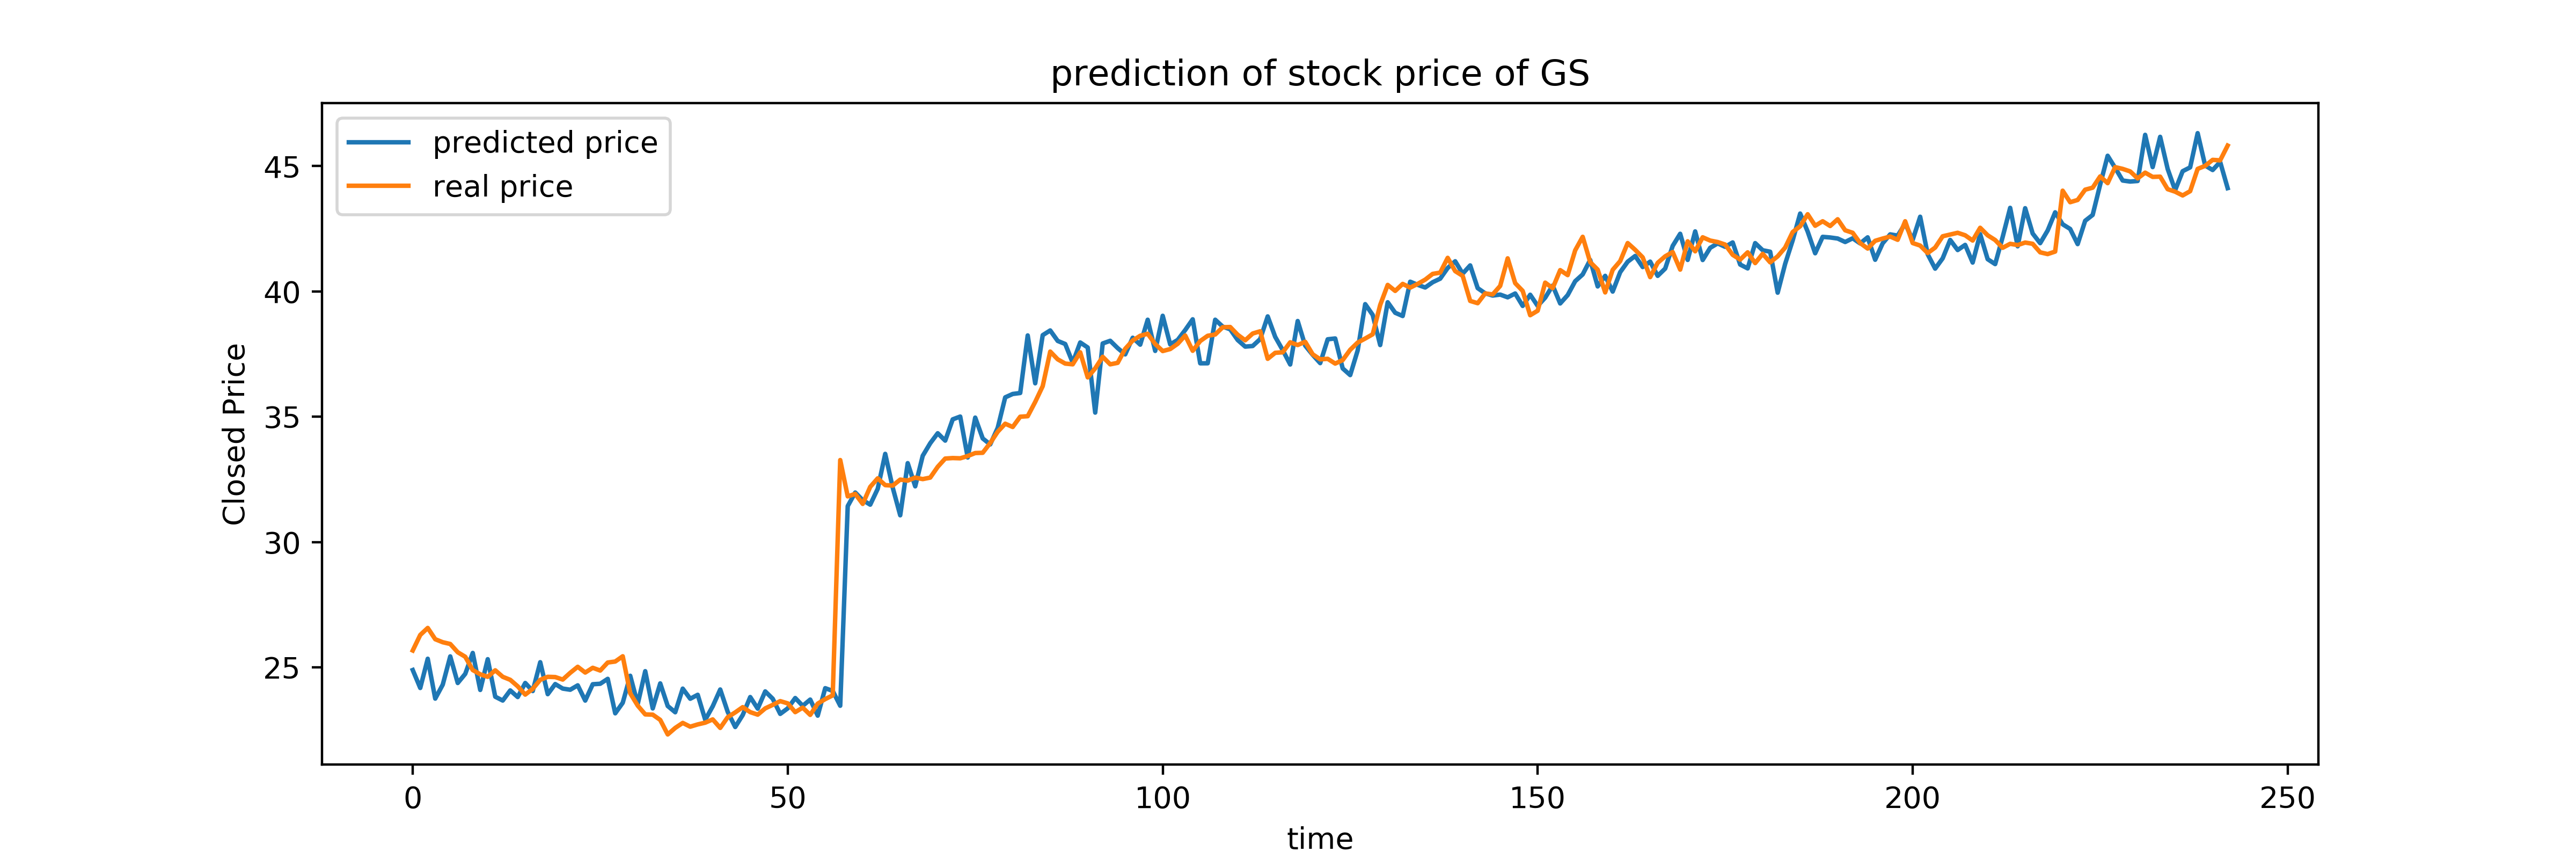 prediction of stock price of GS
predicted price
real price
45
40
35
30
25
Closed Price
0 50 100 150 200 250
time